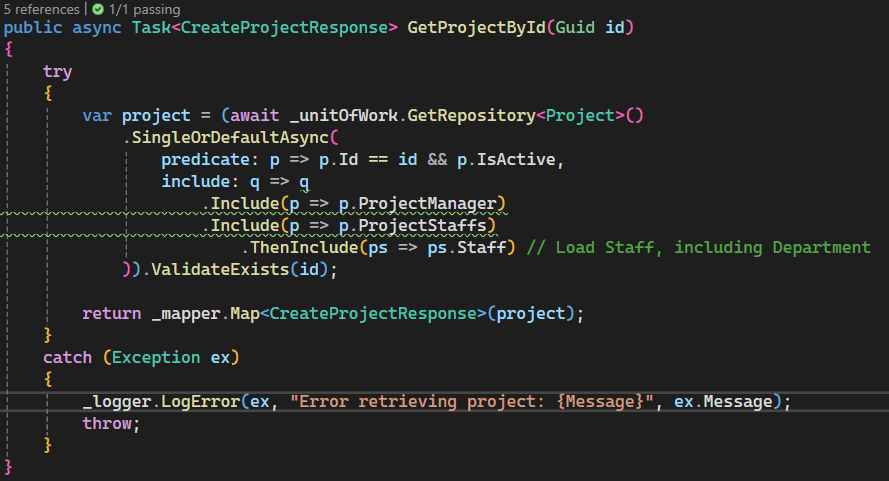 5 references | 1/1 passing
public async Task<CreateProjectResponse> GetProjectById(Guid id)
{
    try
    {
        var project = (await _unitOfWork.GetRepository<Project>()
            .SingleOrDefaultAsync(
                predicate: p => p.Id == id && p.IsActive,
                include: q => q
                    .Include(p => p.ProjectManager)
                    .Include(p => p.ProjectStaffs)
                        .ThenInclude(ps => ps.Staff) // Load Staff, including Department
            )).ValidateExists(id);
        return _mapper.Map<CreateProjectResponse>(project);
    }
    catch (Exception ex)
    {
        _logger.LogError(ex, "Error retrieving project: {Message}", ex.Message);
        throw;
    }
}